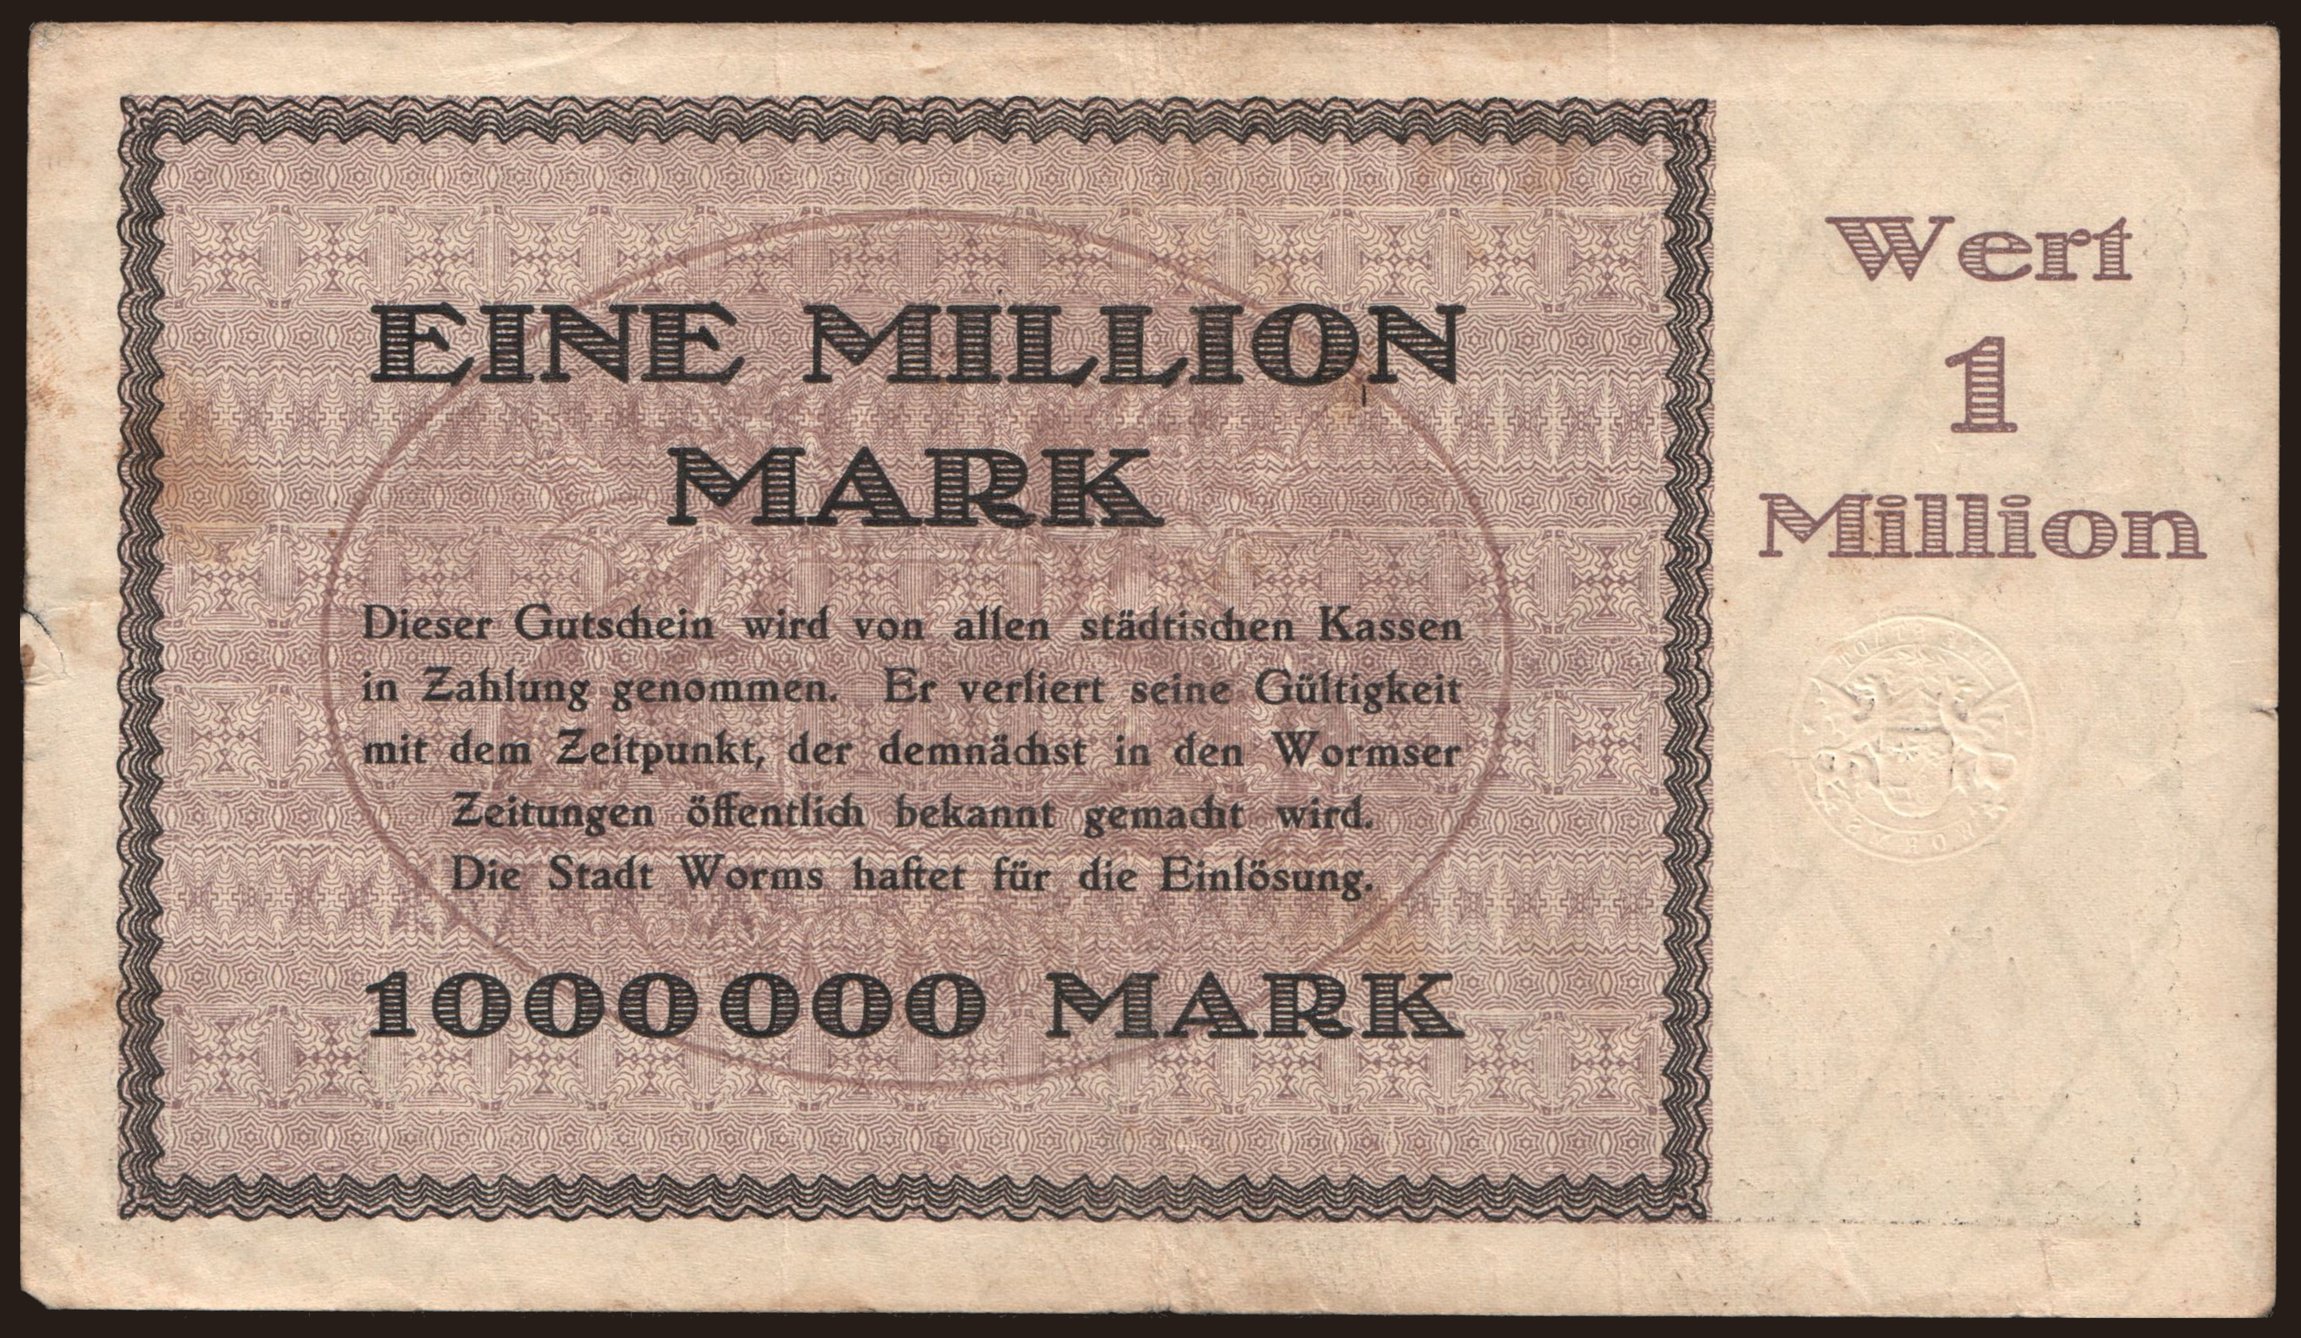 EINE MILLION
MARK
Dieser Gutschein wird von allen städtischen Kassen
in Zahlung genommen. Er verliert seine Gültigkeit
mit dem Zeitpunkt, der demnächst in den Wormser
Zeitungen öffentlich bekannt gemacht wird.
Die Stadt Worms haftet für die Einlösung.
1000000 MARK
Wert
1
Million